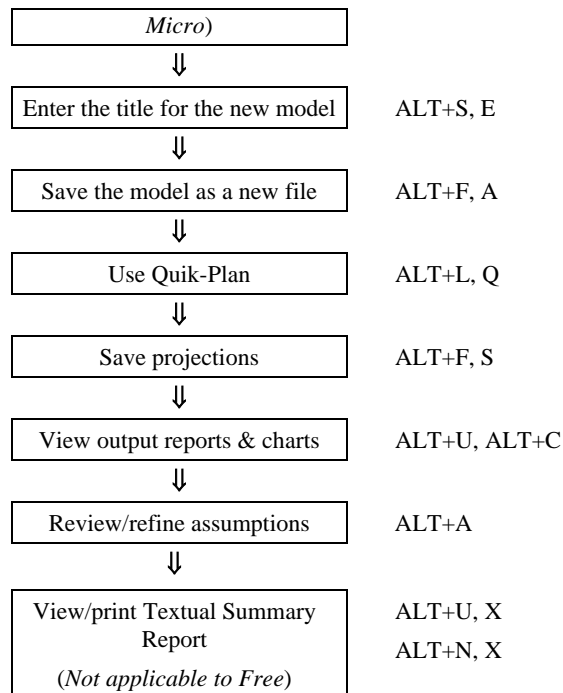 Micro)
⇓
Enter the title for the new model ALT+S, E
⇓
Save the model as a new file ALT+F, A
⇓
Use Quik-Plan ALT+L, Q
⇓
Save projections ALT+F, S
⇓
View output reports & charts ALT+U, ALT+C
⇓
Review/refine assumptions ALT+A
⇓
View/print Textual Summary ALT+U, X
Report ALT+N, X
(Not applicable to Free)